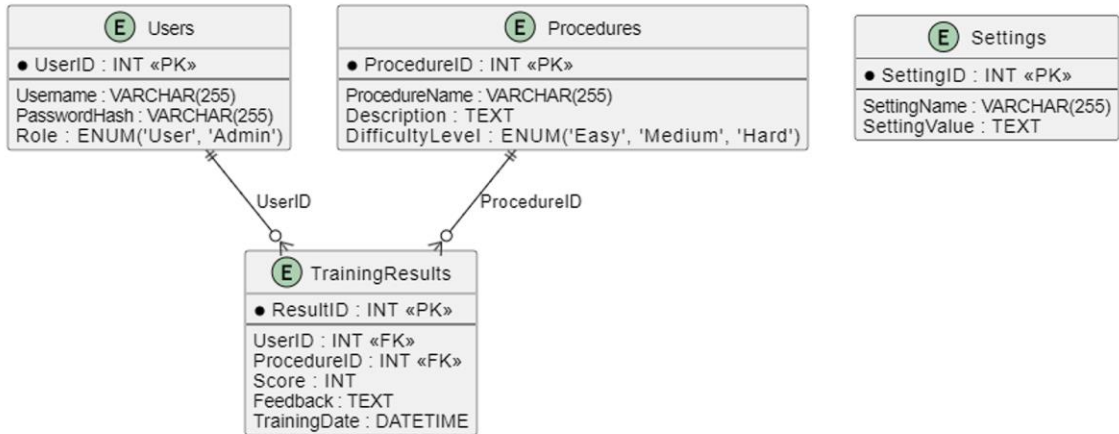 E Users
● UserID : INT «PK»
Username : VARCHAR(255)
PasswordHash : VARCHAR(255)
Role : ENUM('User', 'Admin')
E Procedures
● ProcedureID : INT «PK»
ProcedureName : VARCHAR(255)
Description : TEXT
DifficultyLevel : ENUM('Easy', 'Medium', 'Hard')
E Settings
● SettingID : INT «PK»
SettingName : VARCHAR(255)
SettingValue : TEXT
UserID
ProcedureID
E TrainingResults
● ResultID : INT «PK»
UserID : INT «FK»
ProcedureID : INT «FK»
Score : INT
Feedback : TEXT
TrainingDate : DATETIME